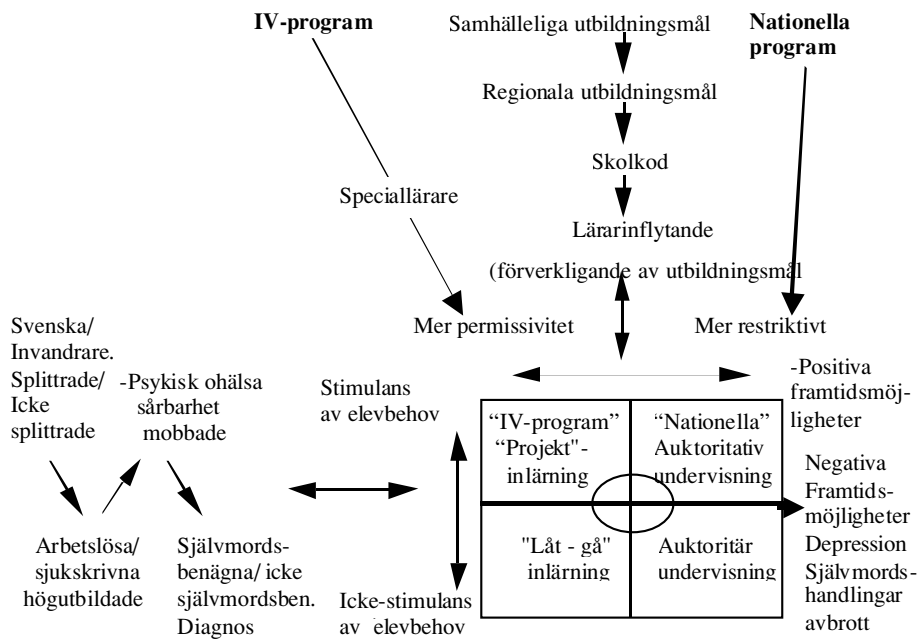 IV-program
Samhälleliga utbildningsmål
Nationella
program
Regionala utbildningsmål
Skolkod
Speciallärare
Lärarinflytande
(förverkligande av utbildningsmål
Mer permissivitet
Mer restriktivt
Svenska/
Invandrare.
Splittrade/
Icke
splittrade
-Psykisk ohälsa
sårbarhet
mobbade
Stimulans
av elevbehov
-Positiva
framtidsmöj-
ligheter
“IV-program”
“Projekt"-
inlärning
“Nationella”
Auktoritativ
undervisning
Negativa
Framtids-
möjligheter
Depression
Självmords-
handlingar
avbrott
Arbetslösa/
sjukskrivna
högutbildade
Självmords-
benägna/ icke
självmordsben.
Diagnos
Icke-stimulans
av elevbehov
"Låt - gå"
inlärning
Auktoritär
undervisning